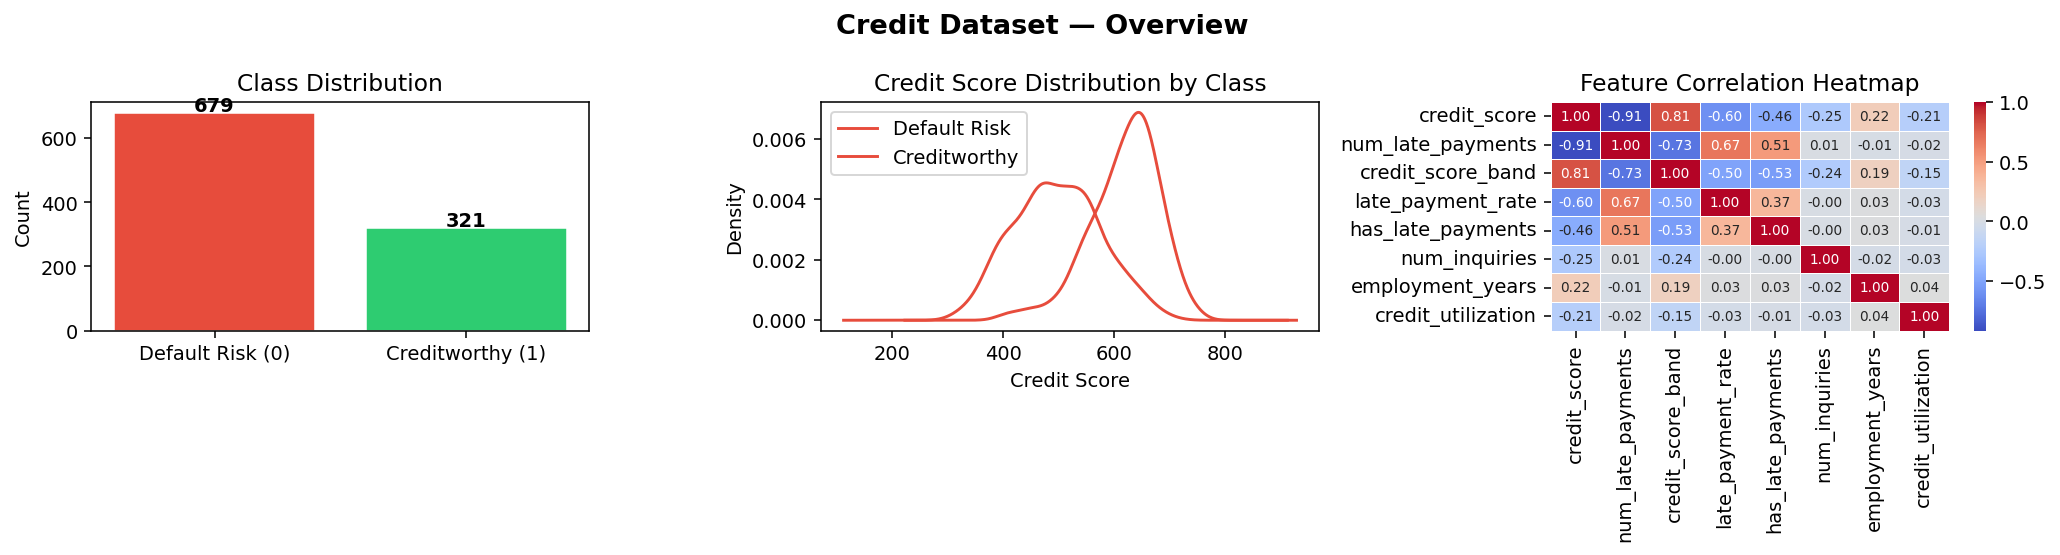 Credit Dataset — Overview
Class Distribution
679
321
600
400
200
0
Count
Default Risk (0)
Creditworthy (1)
Credit Score Distribution by Class
Default Risk
Creditworthy
0.006
0.004
0.002
0.000
Density
200
400
600
800
Credit Score
Feature Correlation Heatmap
credit_score 1.00 -0.91 0.81 -0.60 -0.46 -0.25 0.22 -0.21
num_late_payments -0.91 1.00 -0.73 0.67 0.51 0.01 -0.01 -0.02
credit_score_band 0.81 -0.73 1.00 -0.50 -0.53 -0.24 0.19 -0.15
late_payment_rate -0.60 0.67 -0.50 1.00 0.37 -0.00 0.03 -0.03
has_late_payments -0.46 0.51 -0.53 0.37 1.00 -0.00 0.03 -0.01
num_inquiries -0.25 0.01 -0.24 -0.00 -0.00 1.00 -0.02 -0.03
employment_years 0.22 -0.01 0.19 0.03 0.03 -0.02 1.00 0.04
credit_utilization -0.21 -0.02 -0.15 -0.03 -0.01 -0.03 0.04 1.00
credit_score
num_late_payments
credit_score_band
late_payment_rate
has_late_payments
num_inquiries
employment_years
credit_utilization
1.0
0.5
0.0
−0.5